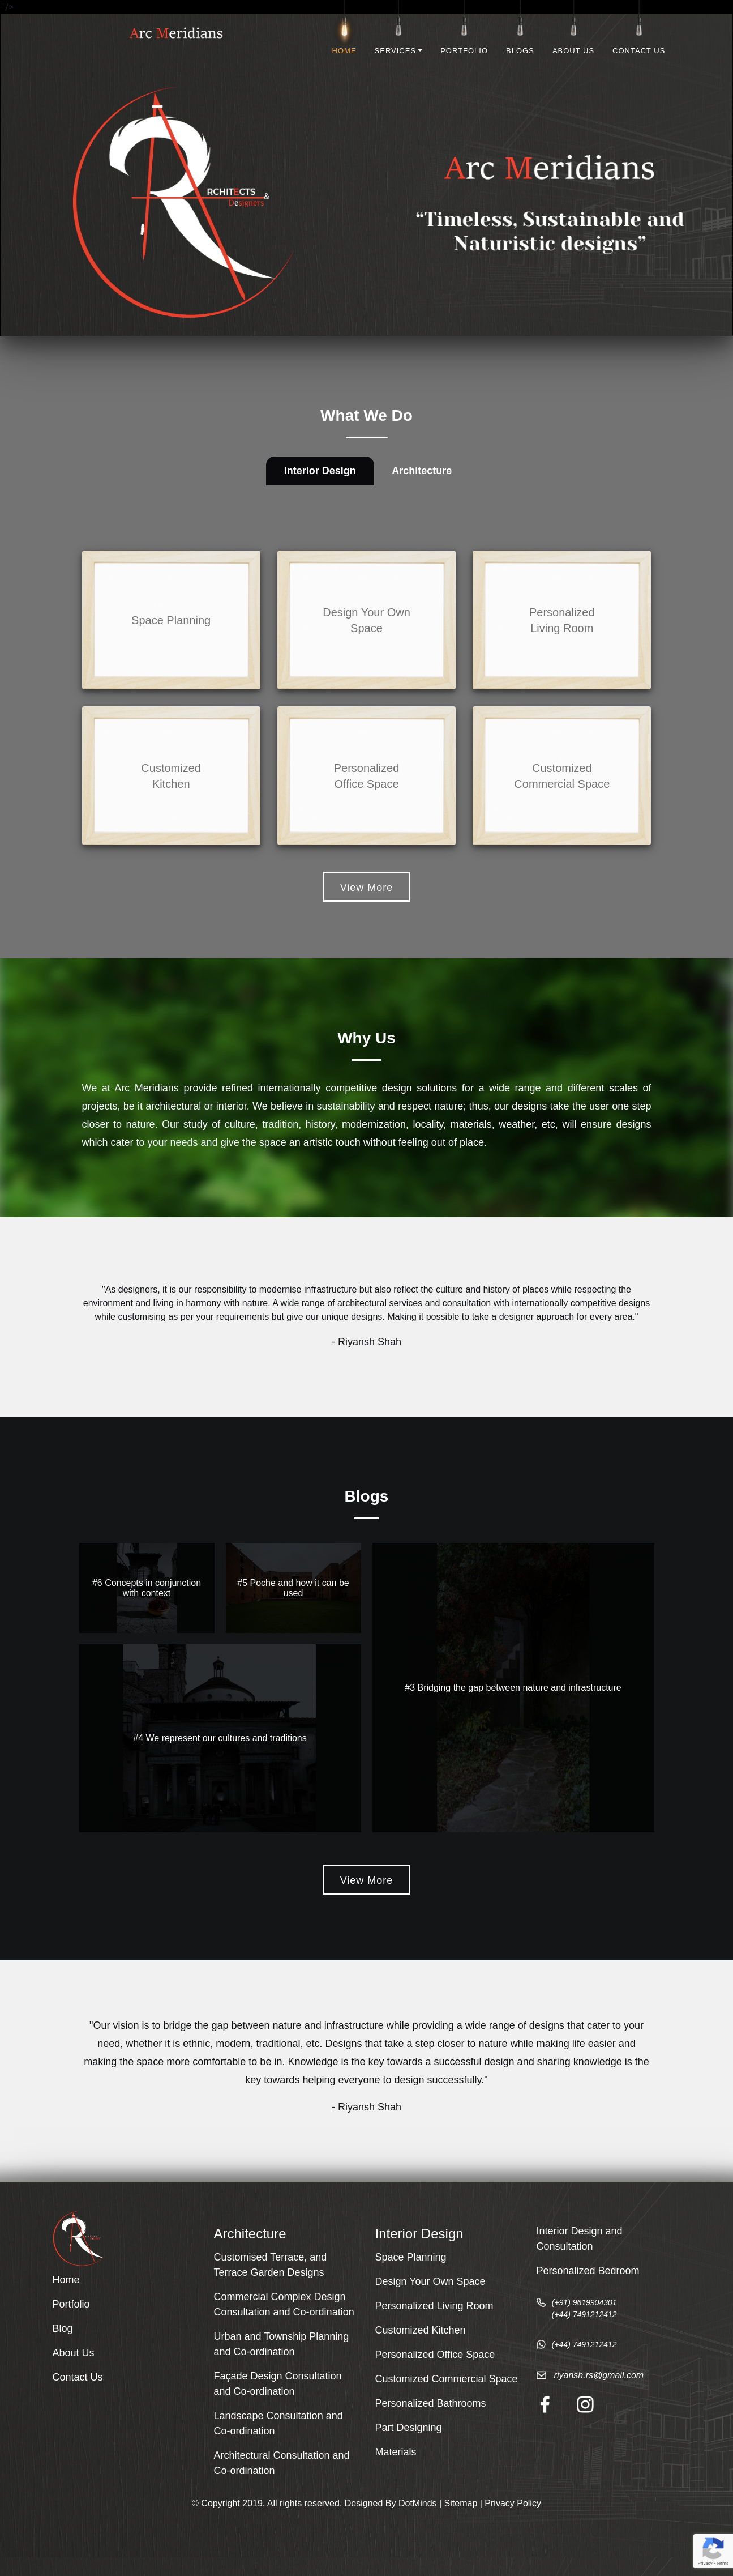 " />
Arc Meridians
HOME
SERVICES
PORTFOLIO
BLOGS
ABOUT US
CONTACT US
RCHITECTS
&
Designers
Arc Meridians
“Timeless, Sustainable and
Naturistic designs”
What We Do
Interior Design
Architecture
Space Planning
Design Your Own
Space
Personalized
Living Room
Customized
Kitchen
Personalized
Office Space
Customized
Commercial Space
View More
Why Us
We at Arc Meridians provide refined internationally competitive design solutions for a wide range and different scales of
projects, be it architectural or interior. We believe in sustainability and respect nature; thus, our designs take the user one step
closer to nature. Our study of culture, tradition, history, modernization, locality, materials, weather, etc, will ensure designs
which cater to your needs and give the space an artistic touch without feeling out of place.
"As designers, it is our responsibility to modernise infrastructure but also reflect the culture and history of places while respecting the
environment and living in harmony with nature. A wide range of architectural services and consultation with internationally competitive designs
while customising as per your requirements but give our unique designs. Making it possible to take a designer approach for every area."
- Riyansh Shah
Blogs
#6 Concepts in conjunction
with context
#5 Poche and how it can be
used
#3 Bridging the gap between nature and infrastructure
#4 We represent our cultures and traditions
View More
"Our vision is to bridge the gap between nature and infrastructure while providing a wide range of designs that cater to your
need, whether it is ethnic, modern, traditional, etc. Designs that take a step closer to nature while making life easier and
making the space more comfortable to be in. Knowledge is the key towards a successful design and sharing knowledge is the
key towards helping everyone to design successfully."
- Riyansh Shah
Home
Portfolio
Blog
About Us
Contact Us
Architecture
Customised Terrace, and
Terrace Garden Designs
Commercial Complex Design
Consultation and Co-ordination
Urban and Township Planning
and Co-ordination
Façade Design Consultation
and Co-ordination
Landscape Consultation and
Co-ordination
Architectural Consultation and
Co-ordination
Interior Design
Space Planning
Design Your Own Space
Personalized Living Room
Customized Kitchen
Personalized Office Space
Customized Commercial Space
Personalized Bathrooms
Part Designing
Materials
Interior Design and
Consultation
Personalized Bedroom
(+91) 9619904301
(+44) 7491212412
(+44) 7491212412
riyansh.rs@gmail.com
© Copyright 2019. All rights reserved. Designed By DotMinds | Sitemap | Privacy Policy
Privacy - Terms